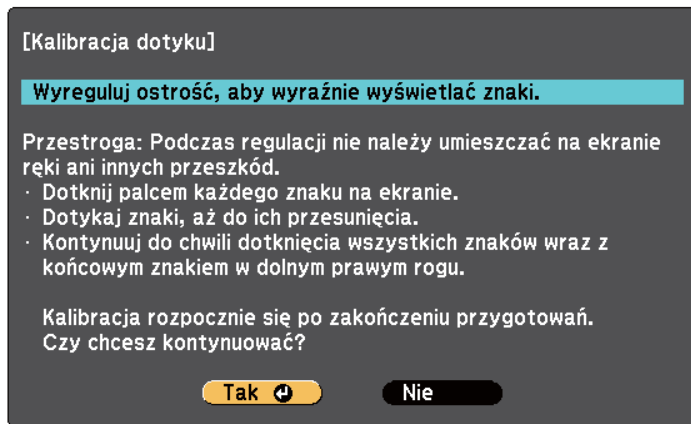 [Kalibracja dotyku]
Wyreguluj ostrość, aby wyraźnie wyświetlać znaki.
Przestroga: Podczas regulacji nie należy umieszczać na ekranie
ręki ani innych przeszkód.
· Dotknij palcem każdego znaku na ekranie.
· Dotykaj znaki, aż do ich przesunięcia.
· Kontynuuj do chwili dotknięcia wszystkich znaków wraz z
końcowym znakiem w dolnym prawym rogu.
Kalibracja rozpocznie się po zakończeniu przygotowań.
Czy chcesz kontynuować?
Tak Nie